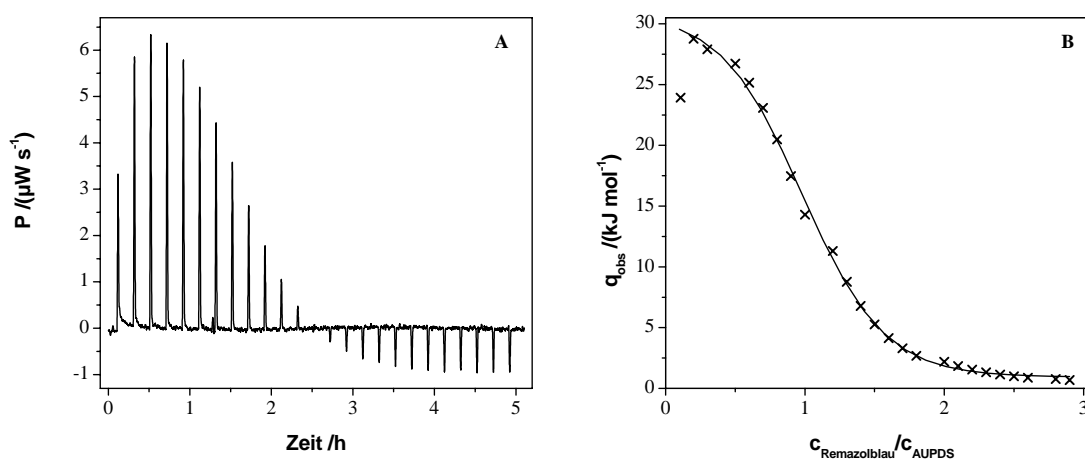 A
P /(µW s⁻¹)
6
5
4
3
2
1
0
-1
0 1 2 3 4 5
Zeit /h
B
q_obs /(kJ mol⁻¹)
30
25
20
15
10
5
0
0 1 2 3
c_Remazolblau/c_AUPDS